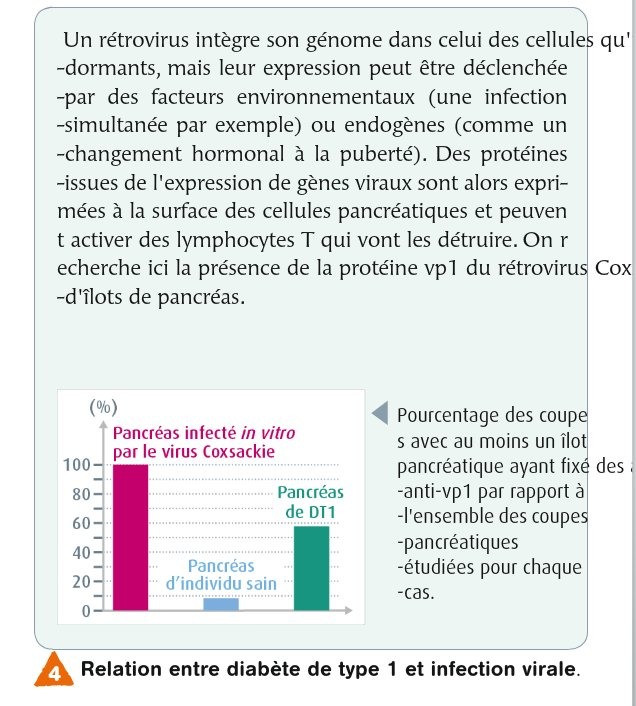 Un rétrovirus intègre son génome dans celui des cellules qu'
-dormants, mais leur expression peut être déclenchée
-par des facteurs environnementaux (une infection
-simultanée par exemple) ou endogènes (comme un
-changement hormonal à la puberté). Des protéines
-issues de l'expression de gènes viraux sont alors expri-
mées à la surface des cellules pancréatiques et peuven
t activer des lymphocytes T qui vont les détruire. On r
echerche ici la présence de la protéine vp1 du rétrovirus Cox
-d'îlots de pancréas.
(%)
Pancréas infecté in vitro
par le virus Coxsackie
100
80
60
40
20
0
Pancréas
de DT1
Pancréas
d'individu sain
Pourcentage des coupe
s avec au moins un îlot
pancréatique ayant fixé des a
-anti-vp1 par rapport à
-l'ensemble des coupes
-pancréatiques
-étudiées pour chaque
-cas.
4 Relation entre diabète de type 1 et infection virale.